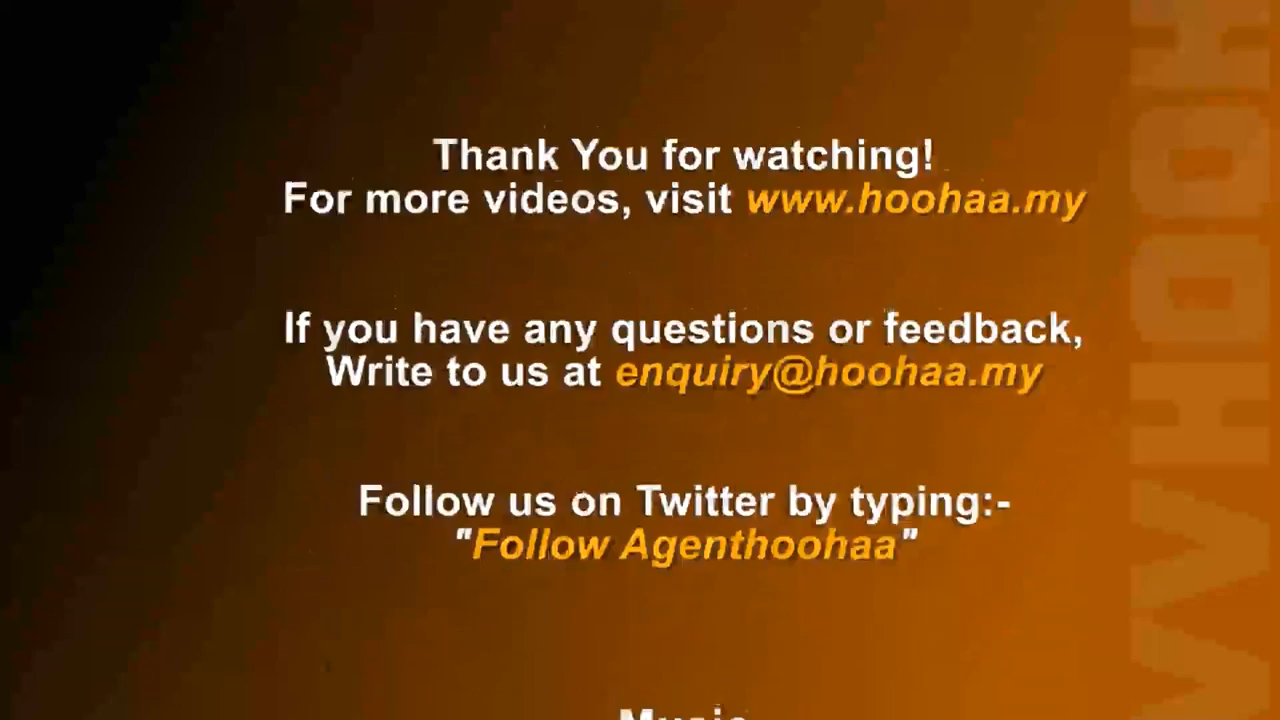 Thank You for watching!
For more videos, visit www.hoohaa.my
If you have any questions or feedback,
Write to us at enquiry@hoohaa.my
Follow us on Twitter by typing:-
"Follow Agenthoohaa"
Music